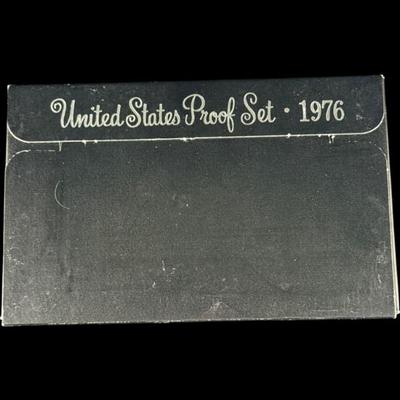 United States Proof Set · 1976